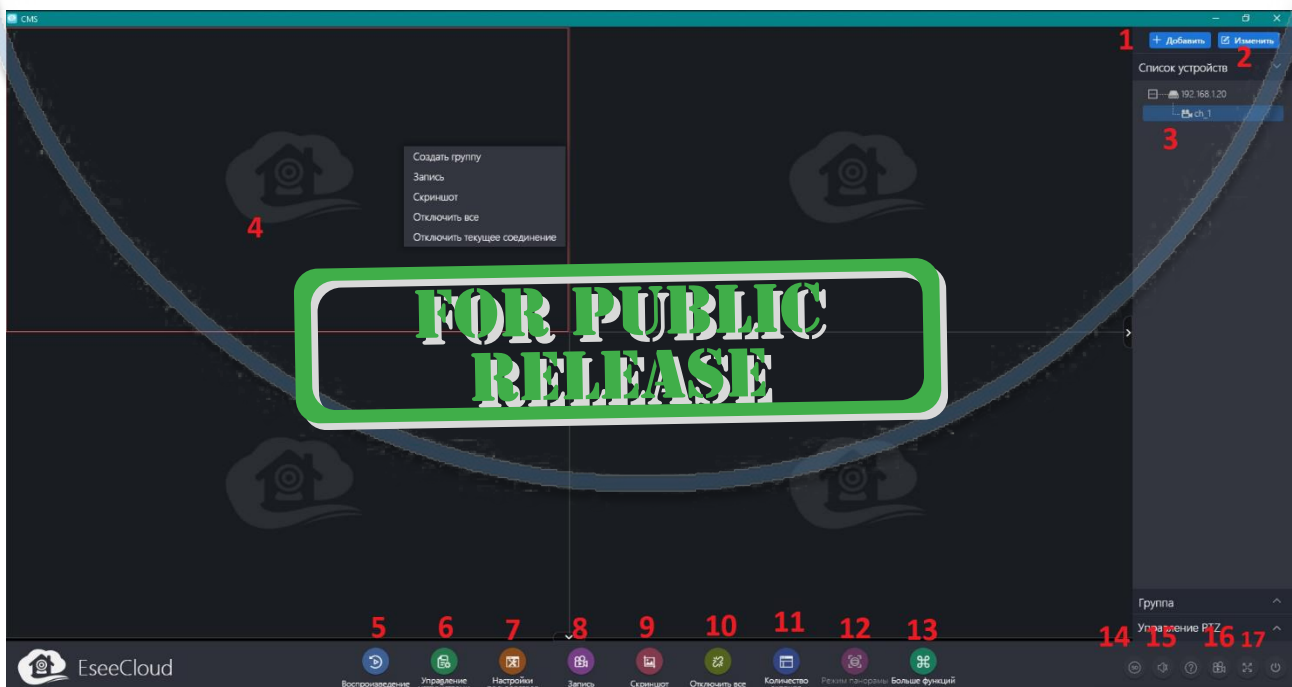 CMS
1
+ Добавить
Изменить
2
Список устройств
192.168.1.20
ch_1
3
Создать группу
Запись
Скриншот
Отключить все
Отключить текущее соединение
4
FOR PUBLIC
RELEASE
Группа
Управление PTZ
5
6
7
8
9
10
11
12
13
14
15
16
17
EseeCloud
Воспроизведение
Управление
Настройки
Запись
Скриншот
Отключить все
Количество
Режим панорамы
Больше функций